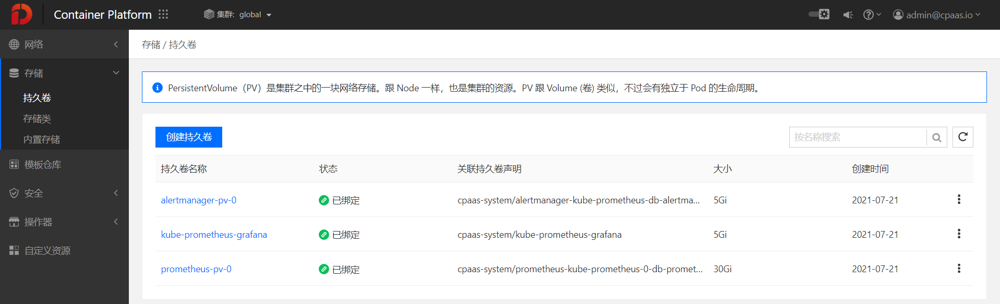 Container Platform
集群: global
admin@cpaas.io
网络
存储
持久卷
存储类
内置存储
模板仓库
安全
操作器
自定义资源
存储 / 持久卷
PersistentVolume（PV）是集群之中的一块网络存储。跟 Node 一样，也是集群的资源。PV 跟 Volume (卷) 类似，不过会有独立于 Pod 的生命周期。
创建持久卷
按名称搜索
持久卷名称 状态 关联持久卷声明 大小 创建时间
alertmanager-pv-0 已绑定 cpaas-system/alertmanager-kube-prometheus-db-alertma... 5Gi 2021-07-21
kube-prometheus-grafana 已绑定 cpaas-system/kube-prometheus-grafana 5Gi 2021-07-21
prometheus-pv-0 已绑定 cpaas-system/prometheus-kube-prometheus-0-db-promet... 30Gi 2021-07-21